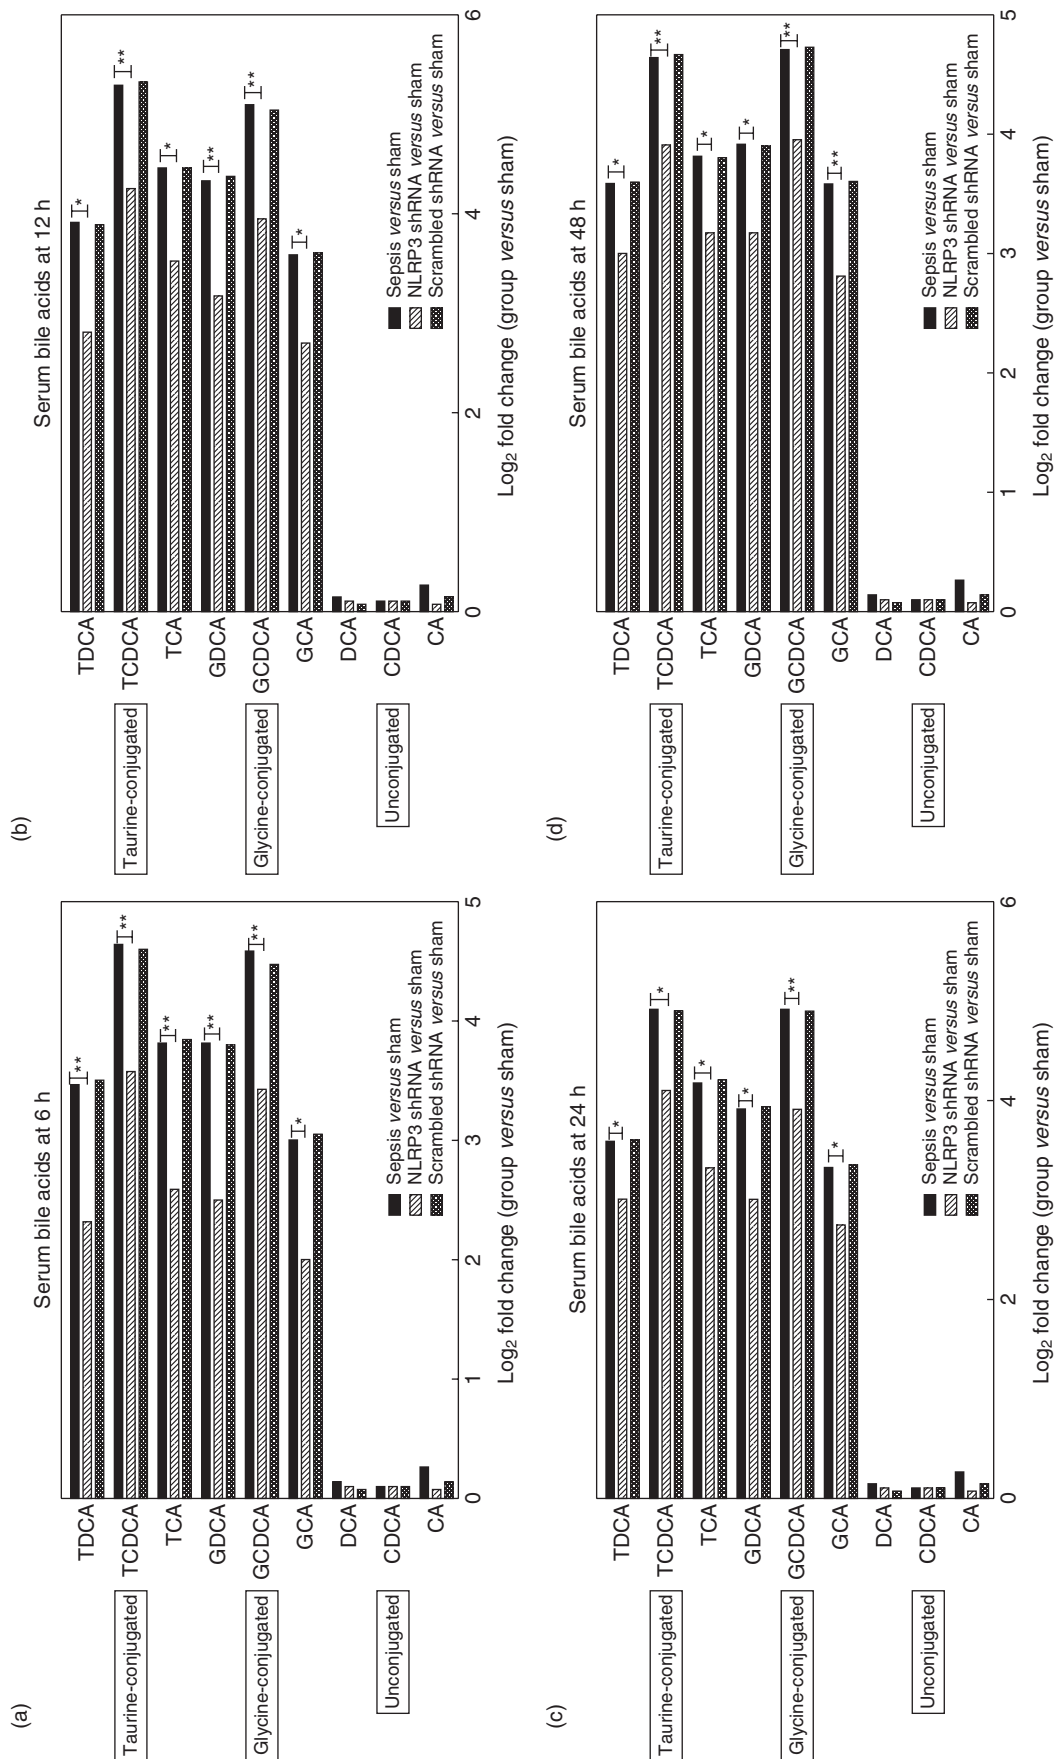 (a)
Serum bile acids at 6 h
Taurine-conjugated
Glycine-conjugated
Unconjugated
TDCA
TCDCA
TCA
GDCA
GCDCA
GCA
DCA
CDCA
CA
**
**
**
**
**
*
Sepsis versus sham
NLRP3 shRNA versus sham
Scrambled shRNA versus sham
0 1 2 3 4 5
Log₂ fold change (group versus sham)
(b)
Serum bile acids at 12 h
Taurine-conjugated
Glycine-conjugated
Unconjugated
TDCA
TCDCA
TCA
GDCA
GCDCA
GCA
DCA
CDCA
CA
*
**
*
**
**
*
Sepsis versus sham
NLRP3 shRNA versus sham
Scrambled shRNA versus sham
0 2 4 6
Log₂ fold change (group versus sham)
(c)
Serum bile acids at 24 h
Taurine-conjugated
Glycine-conjugated
Unconjugated
TDCA
TCDCA
TCA
GDCA
GCDCA
GCA
DCA
CDCA
CA
*
*
*
*
**
*
Sepsis versus sham
NLRP3 shRNA versus sham
Scrambled shRNA versus sham
0 2 4 6
Log₂ fold change (group versus sham)
(d)
Serum bile acids at 48 h
Taurine-conjugated
Glycine-conjugated
Unconjugated
TDCA
TCDCA
TCA
GDCA
GCDCA
GCA
DCA
CDCA
CA
*
**
*
*
**
**
Sepsis versus sham
NLRP3 shRNA versus sham
Scrambled shRNA versus sham
0 1 2 3 4 5
Log₂ fold change (group versus sham)